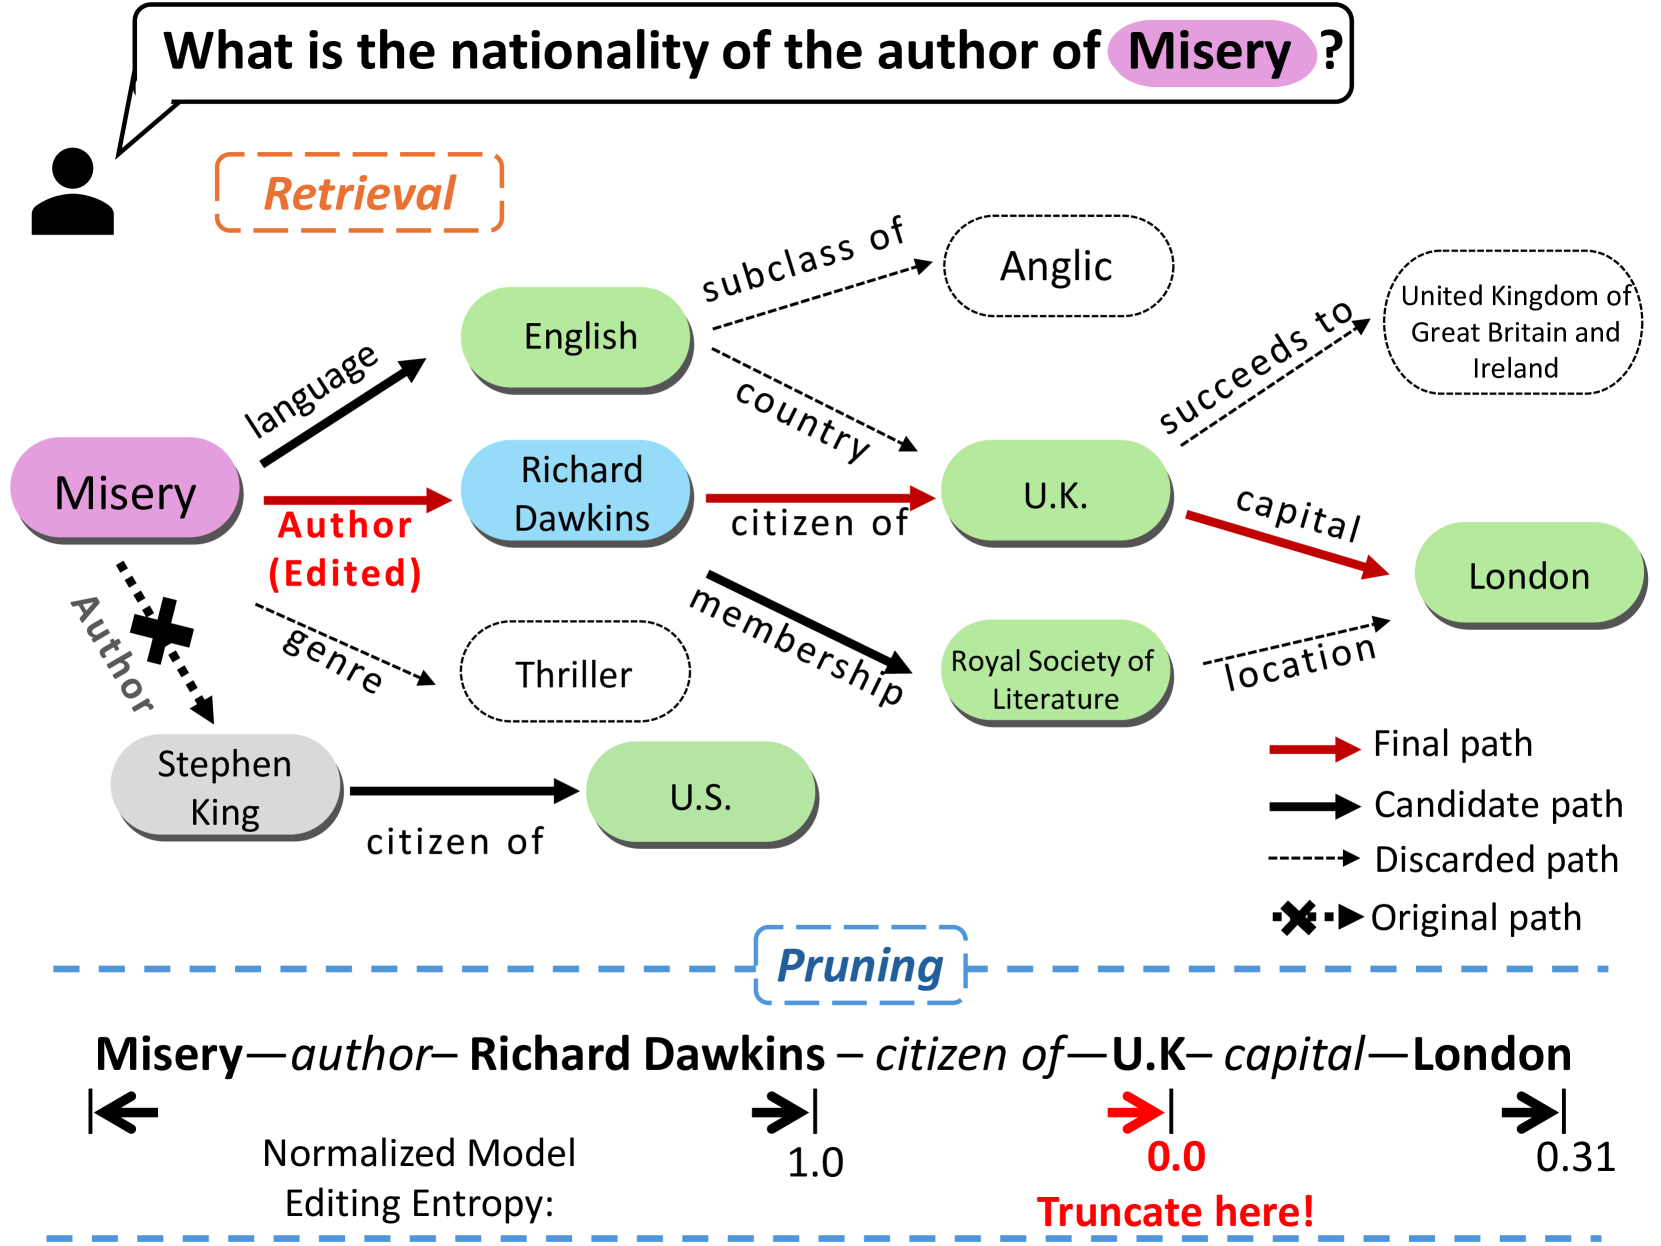 What is the nationality of the author of Misery ?
Retrieval
subclass of
Anglic
United Kingdom of
Great Britain and
Ireland
succeeds to
English
language
country
Misery
Author
(Edited)
Richard
Dawkins
citizen of
U.K.
capital
London
Author
genre
Thriller
membership
Royal Society of
Literature
location
Stephen
King
citizen of
U.S.
Final path
Candidate path
Discarded path
Original path
Pruning
Misery—author– Richard Dawkins – citizen of—U.K– capital—London
Normalized Model
Editing Entropy:
1.0
0.0
0.31
Truncate here!